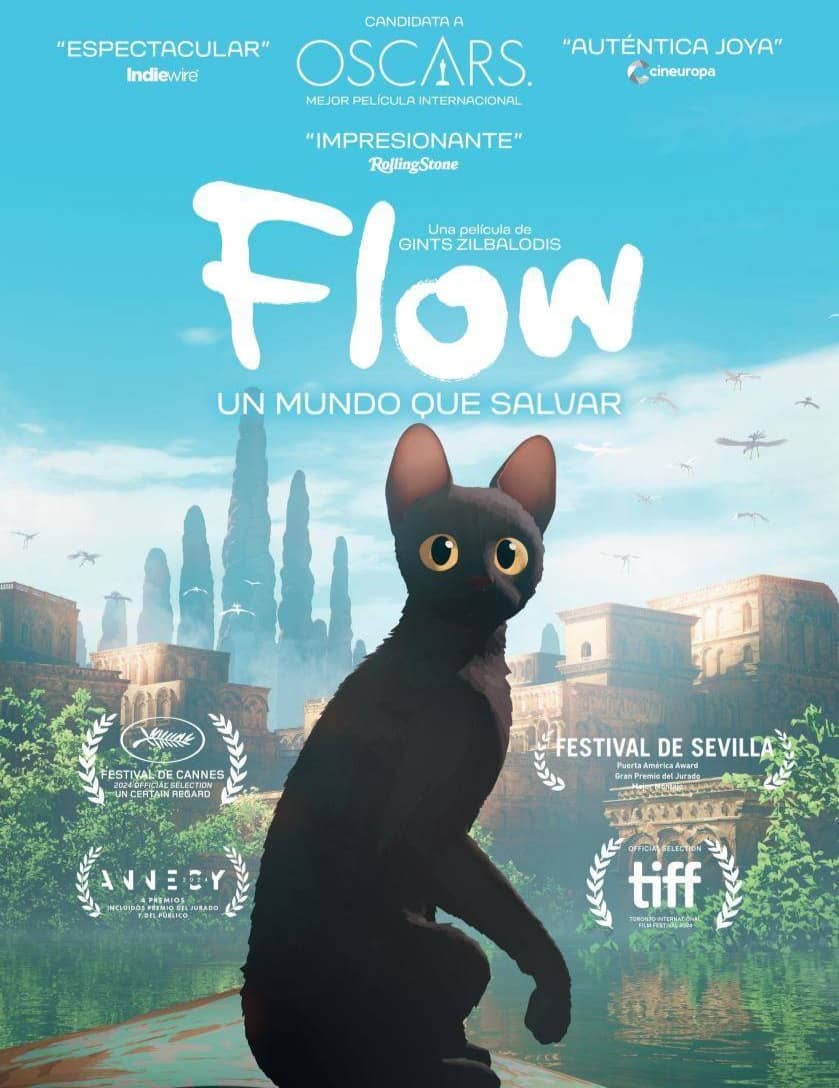 CANDIDATA A
OSCARS.
MEJOR PELÍCULA INTERNACIONAL
"ESPECTACULAR"
IndieWire
"AUTÉNTICA JOYA"
cineuropa
"IMPRESIONANTE"
RollingStone
Flow
Una película de
GINTS ZILBALODIS
UN MUNDO QUE SALVAR
FESTIVAL DE CANNES
2024 OFFICIAL SELECTION
UN CERTAIN REGARD
FESTIVAL DE SEVILLA
Puerta América Award
Gran Premio del Jurado
Mejor Montaje
ANNECY
2024
4 PREMIOS
INCLUIDOS PREMIO DEL JURADO
Y DEL PÚBLICO
OFFICIAL SELECTION
tiff
TORONTO INTERNATIONAL
FILM FESTIVAL 2024